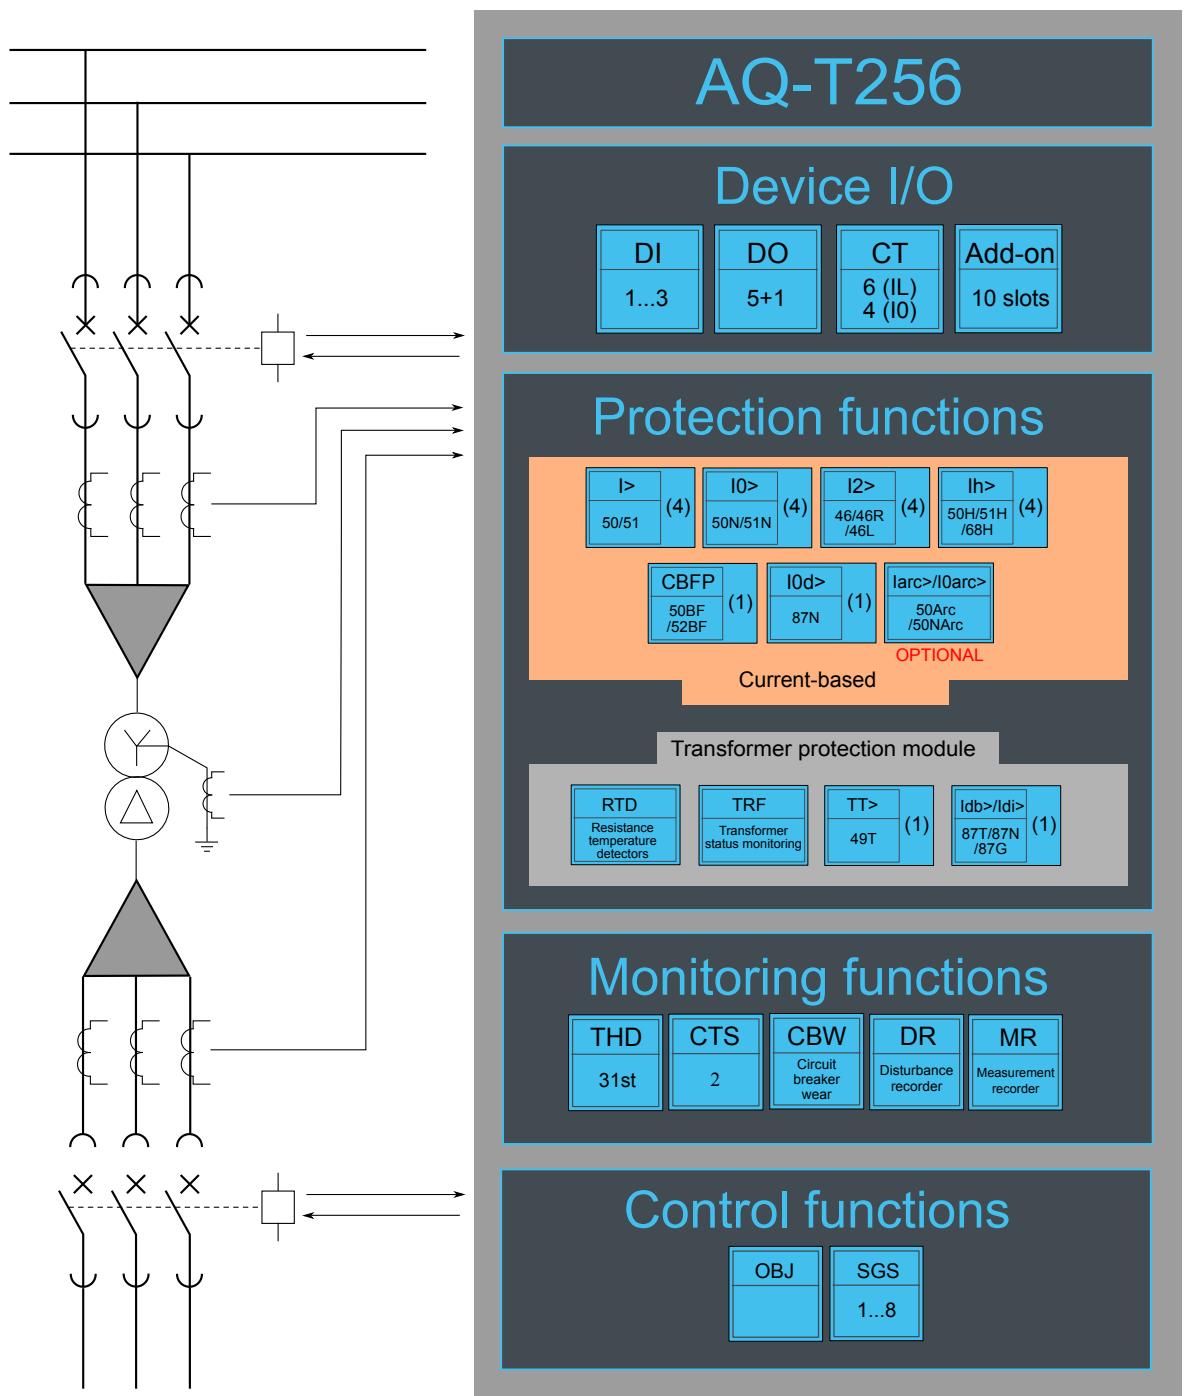 AQ-T256
Device I/O
DI
1...3
DO
5+1
CT
6 (IL)
4 (I0)
Add-on
10 slots
Protection functions
I>
50/51
(4)
I0>
50N/51N
(4)
I2>
46/46R
/46L
(4)
Ih>
50H/51H
/68H
(4)
CBFP
50BF
/52BF
(1)
I0d>
87N
(1)
Iarc>/I0arc>
50Arc
/50NArc
OPTIONAL
Current-based
Transformer protection module
RTD
Resistance
temperature
detectors
TRF
Transformer
status monitoring
TT>
49T
(1)
Idb>/Idi>
87T/87N
/87G
(1)
Monitoring functions
THD
31st
CTS
2
CBW
Circuit
breaker
wear
DR
Disturbance
recorder
MR
Measurement
recorder
Control functions
OBJ
SGS
1...8